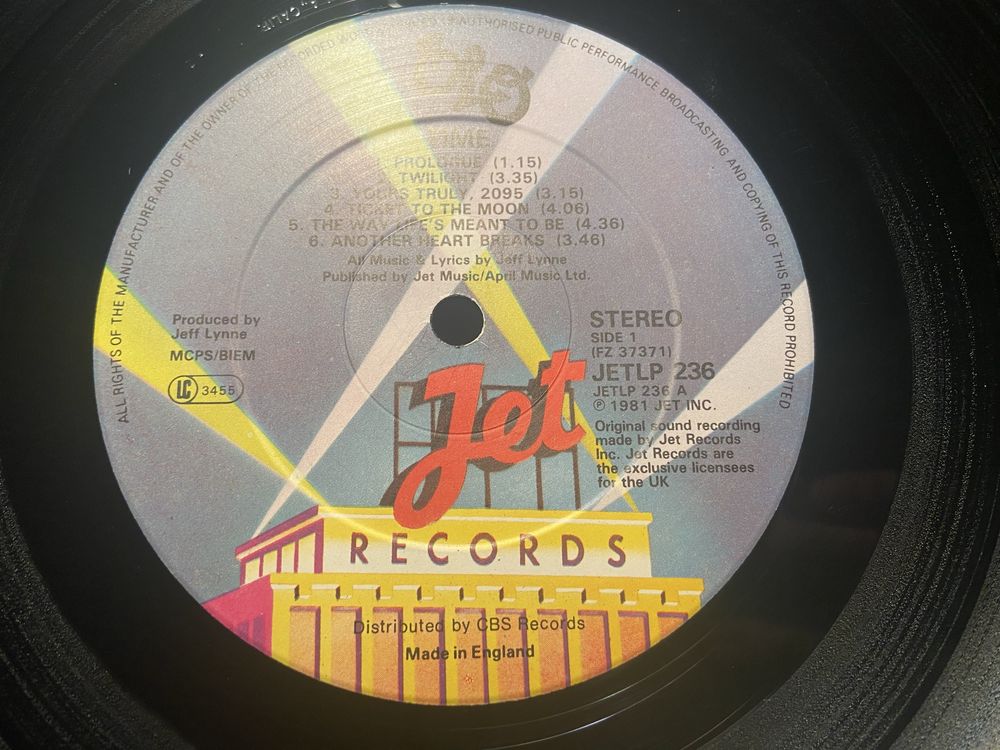 ALL RIGHTS OF THE MANUFACTURER AND OF THE OWNER OF THE RECORDED WORK
AUTHORISED PUBLIC PERFORMANCE BROADCASTING AND COPYING OF THIS RECORD PROHIBITED
TIME
PROLOGUE (1.15)
TWILIGHT (3.35)
3. YOURS TRULY, 2095 (3.15)
4. TICKET TO THE MOON (4.06)
5. THE WAY LIFE'S MEANT TO BE (4.36)
6. ANOTHER HEART BREAKS (3.46)
All Music & Lyrics by Jeff Lynne
Published by Jet Music/April Music Ltd.
Produced by
Jeff Lynne
MCPS/BIEM
LC 3455
STEREO
SIDE 1
(FZ 37371)
JETLP 236
JETLP 236 A
℗ 1981 JET INC.
Original sound recording
made by Jet Records
Inc. Jet Records are
the exclusive licensees
for the UK
Jet
RECORDS
Distributed by CBS Records
Made in England